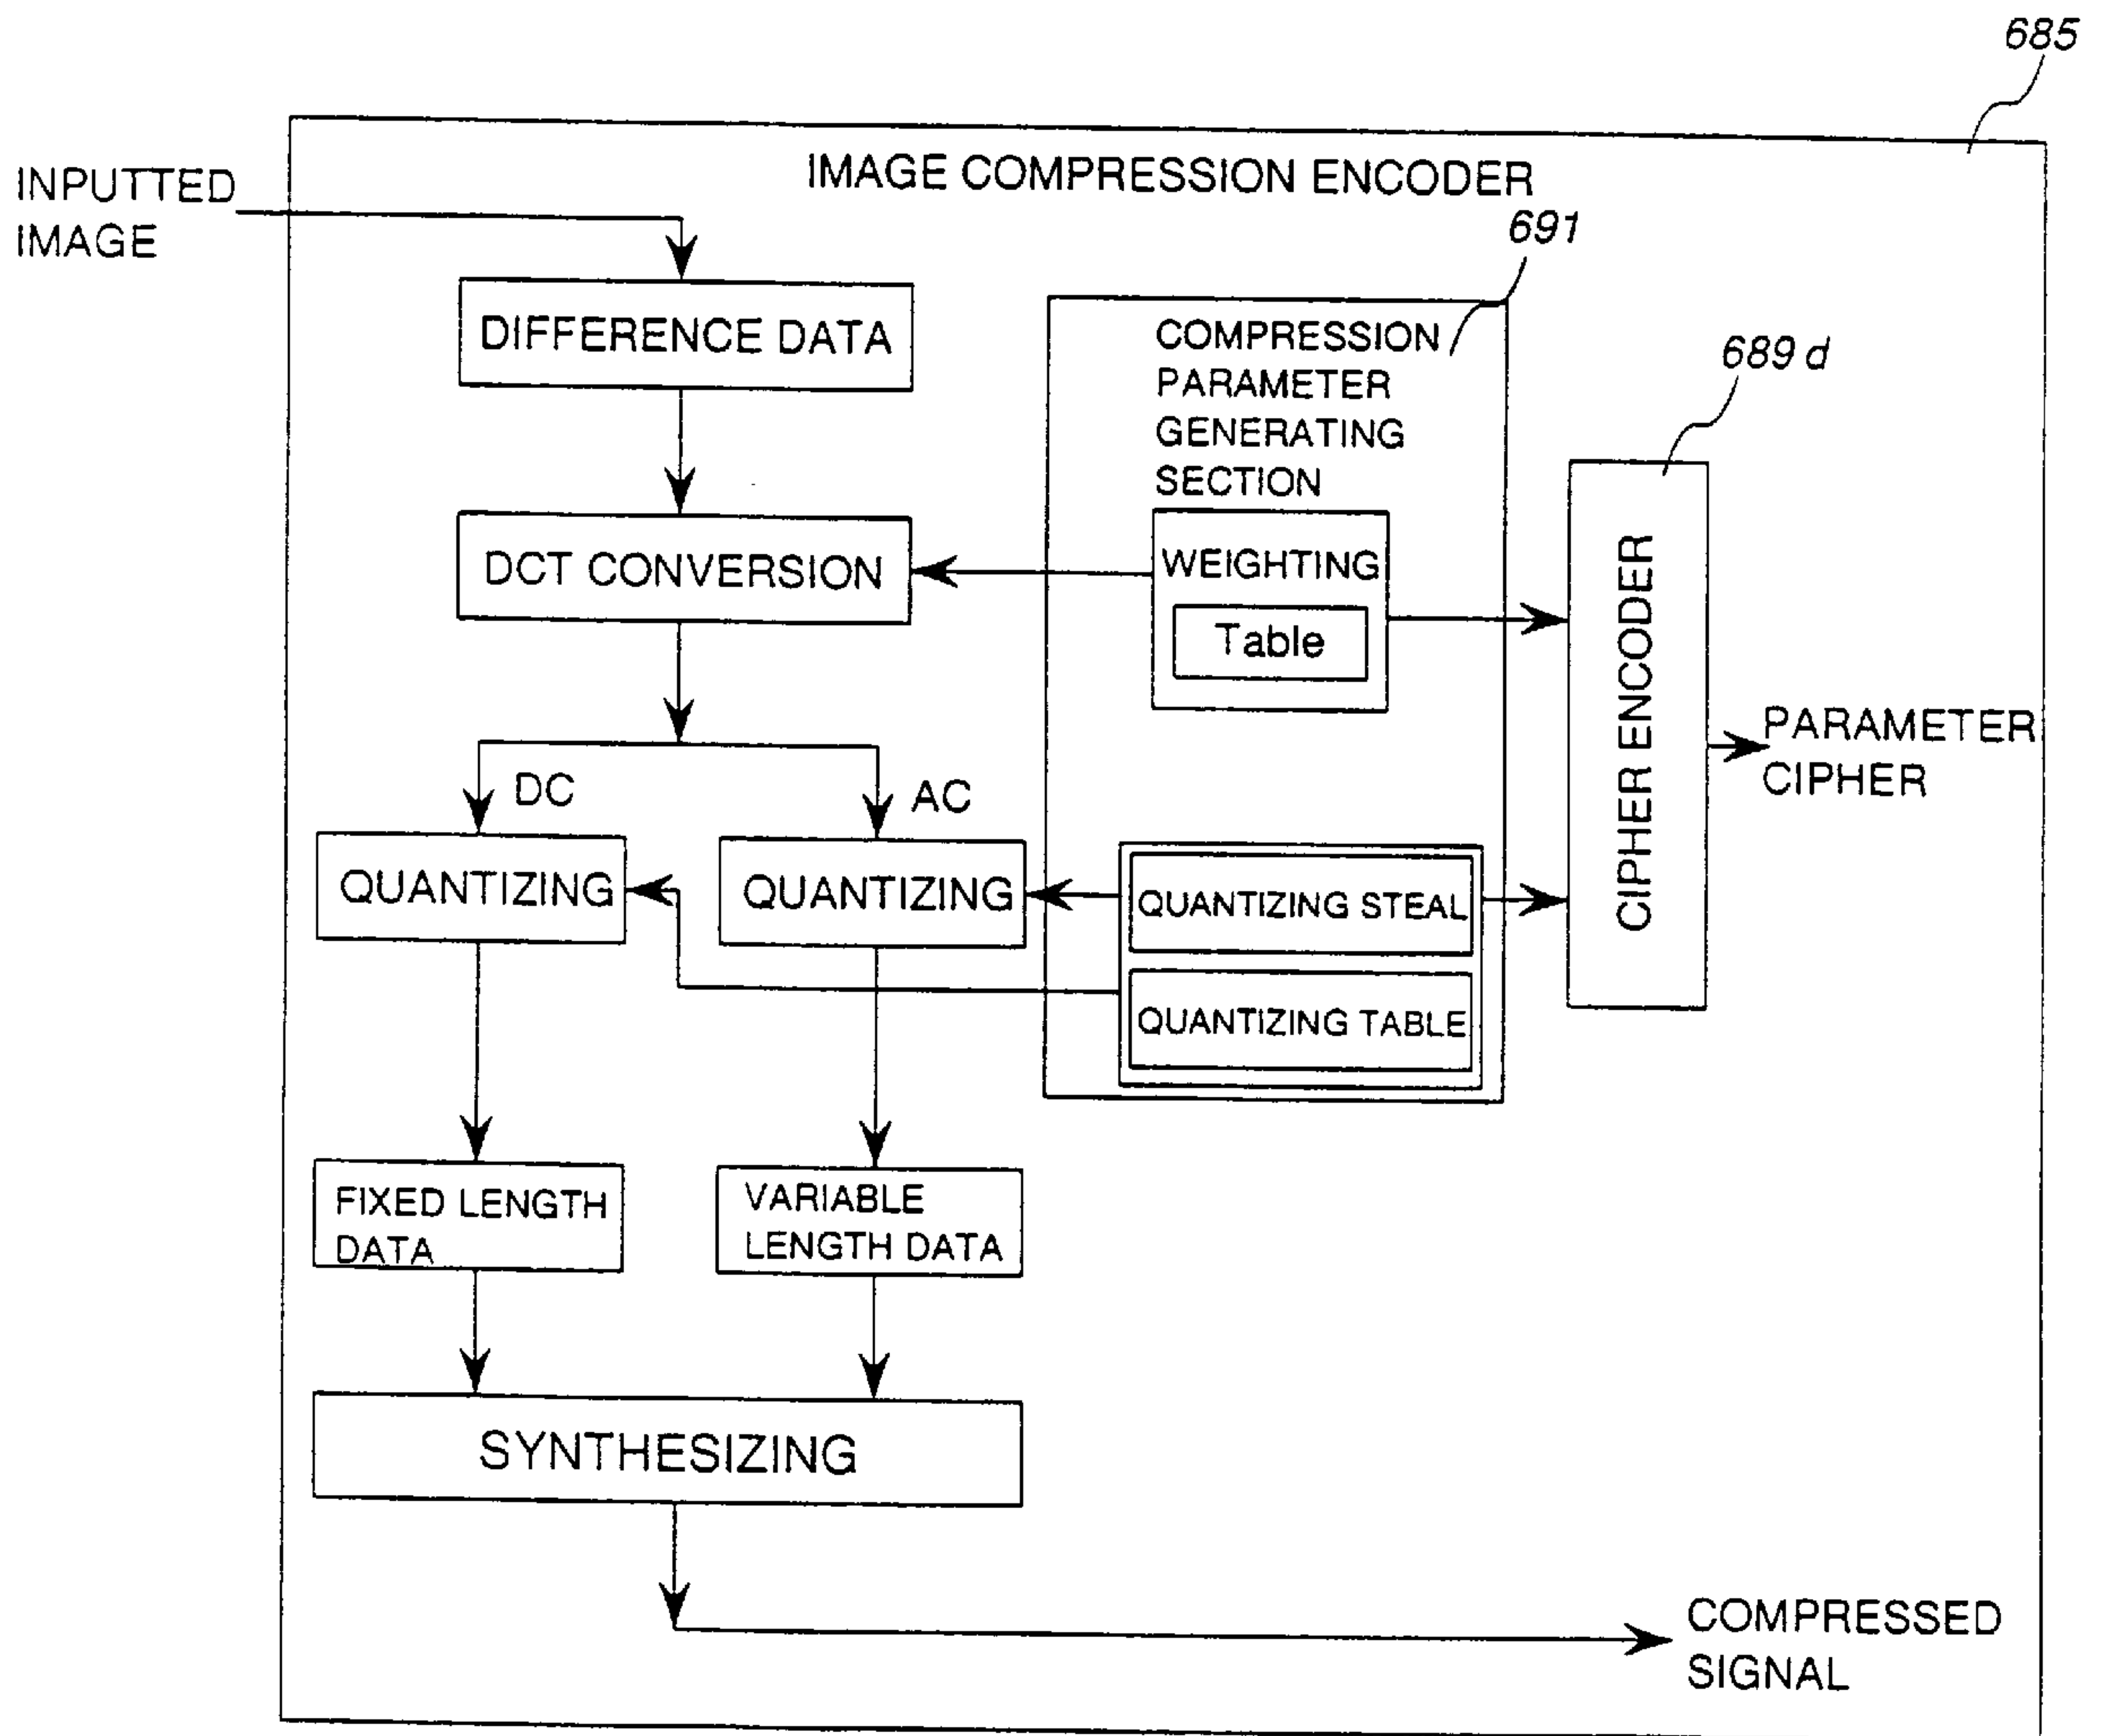 685
IMAGE COMPRESSION ENCODER
INPUTTED
IMAGE
691
DIFFERENCE DATA
COMPRESSION
PARAMETER
GENERATING
SECTION
689 d
DCT CONVERSION
WEIGHTING
Table
CIPHER ENCODER
PARAMETER
CIPHER
DC
AC
QUANTIZING
QUANTIZING
QUANTIZING STEAL
QUANTIZING TABLE
FIXED LENGTH
DATA
VARIABLE
LENGTH DATA
SYNTHESIZING
COMPRESSED
SIGNAL